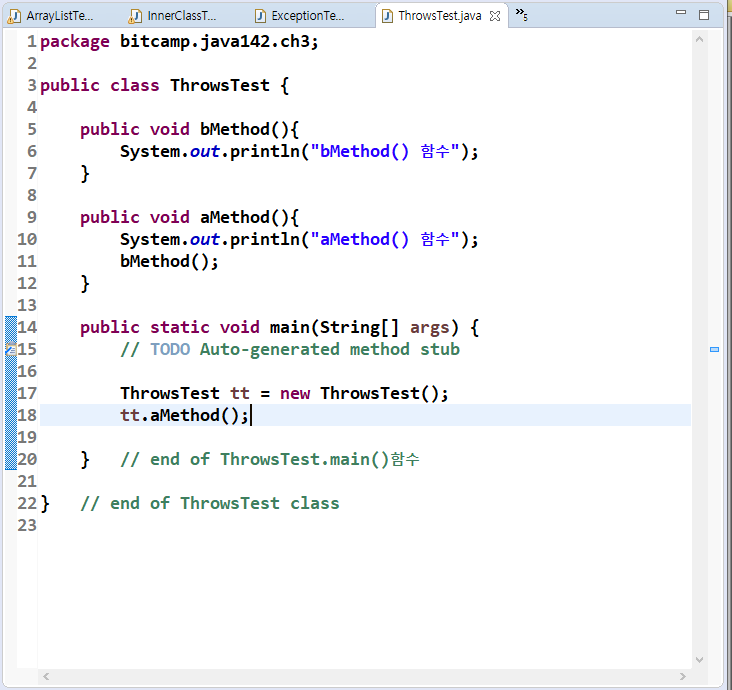 ArrayListTe... InnerClassT... ExceptionTe... ThrowsTest.java »5
1 package bitcamp.java142.ch3;
2
3 public class ThrowsTest {
4
5     public void bMethod(){
6         System.out.println("bMethod() 함수");
7     }
8
9     public void aMethod(){
10         System.out.println("aMethod() 함수");
11         bMethod();
12     }
13
14     public static void main(String[] args) {
15         // TODO Auto-generated method stub
16
17         ThrowsTest tt = new ThrowsTest();
18         tt.aMethod();
19
20     }   // end of ThrowsTest.main()함수
21
22 }   // end of ThrowsTest class
23